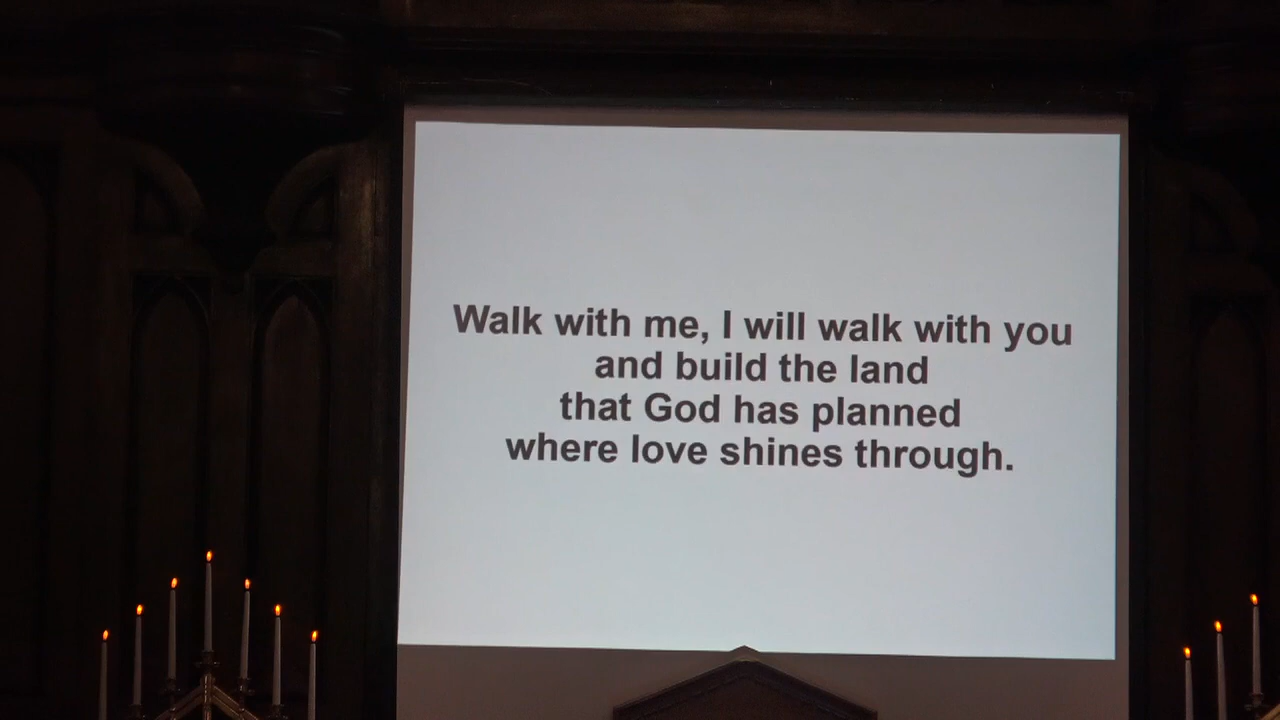 Walk with me, I will walk with you
and build the land
that God has planned
where love shines through.